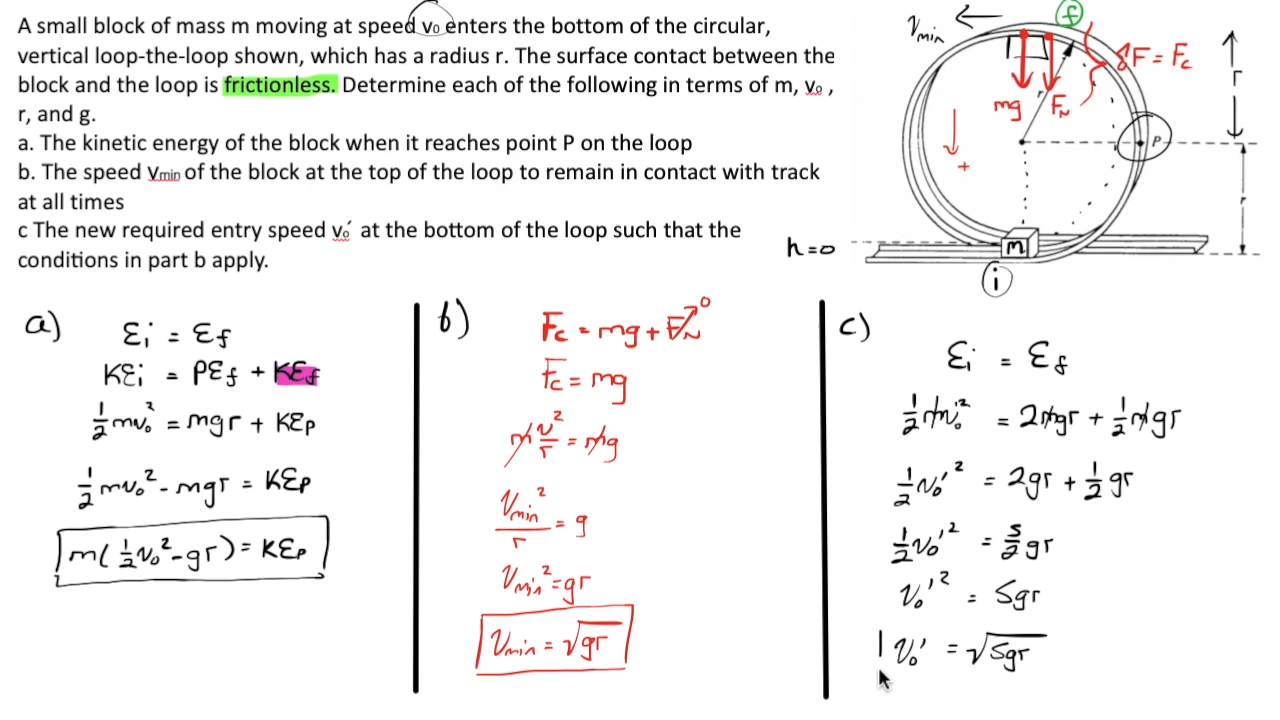 A small block of mass m moving at speed v₀ enters the bottom of the circular,
vertical loop-the-loop shown, which has a radius r. The surface contact between the
block and the loop is frictionless. Determine each of the following in terms of m, v₀ ,
r, and g.
a. The kinetic energy of the block when it reaches point P on the loop
b. The speed vmin of the block at the top of the loop to remain in contact with track
at all times
c The new required entry speed v₀′ at the bottom of the loop such that the
conditions in part b apply.
Vmin
f
ΣF = Fc
r
mg
FN
r
+
P
r
h=0
m
i
a)
Ei = Ef
KEi = PEf + KEf
½mv₀² = mgr + KEP
½mv₀² - mgr = KEP
m(½v₀² - gr) = KEP
b)
Fc = mg + FN 0
Fc = mg
m v²/r = mg
Vmin²/r = g
Vmin² = gr
Vmin = √gr
c)
Ei = Ef
½mv₀′² = 2mgr + ½mgr
½v₀′² = 2gr + ½gr
½v₀′² = 5/2 gr
v₀′² = 5gr
v₀′ = √5gr